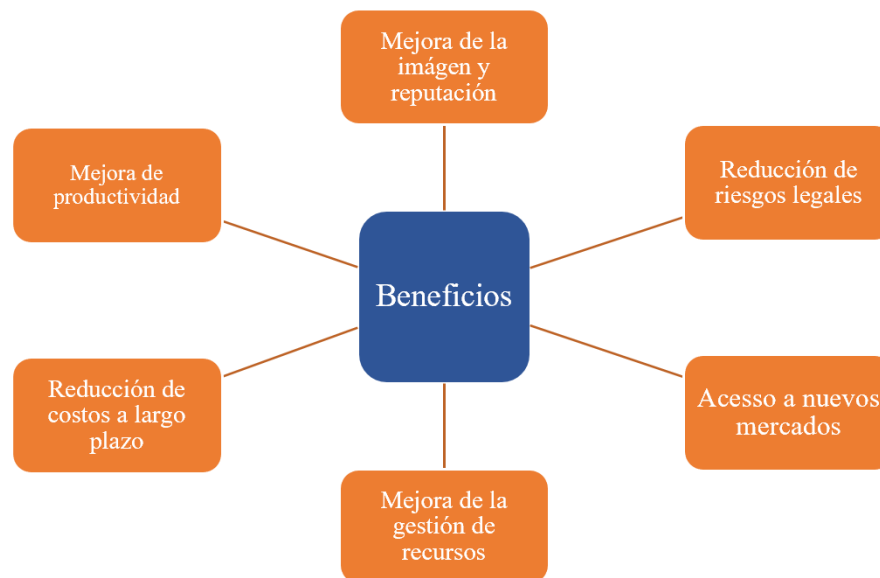 Mejora de la
imágen y
reputación
Mejora de
productividad
Reducción de
riesgos legales
Beneficios
Reducción de
costos a largo
plazo
Acesso a nuevos
mercados
Mejora de la
gestión de
recursos